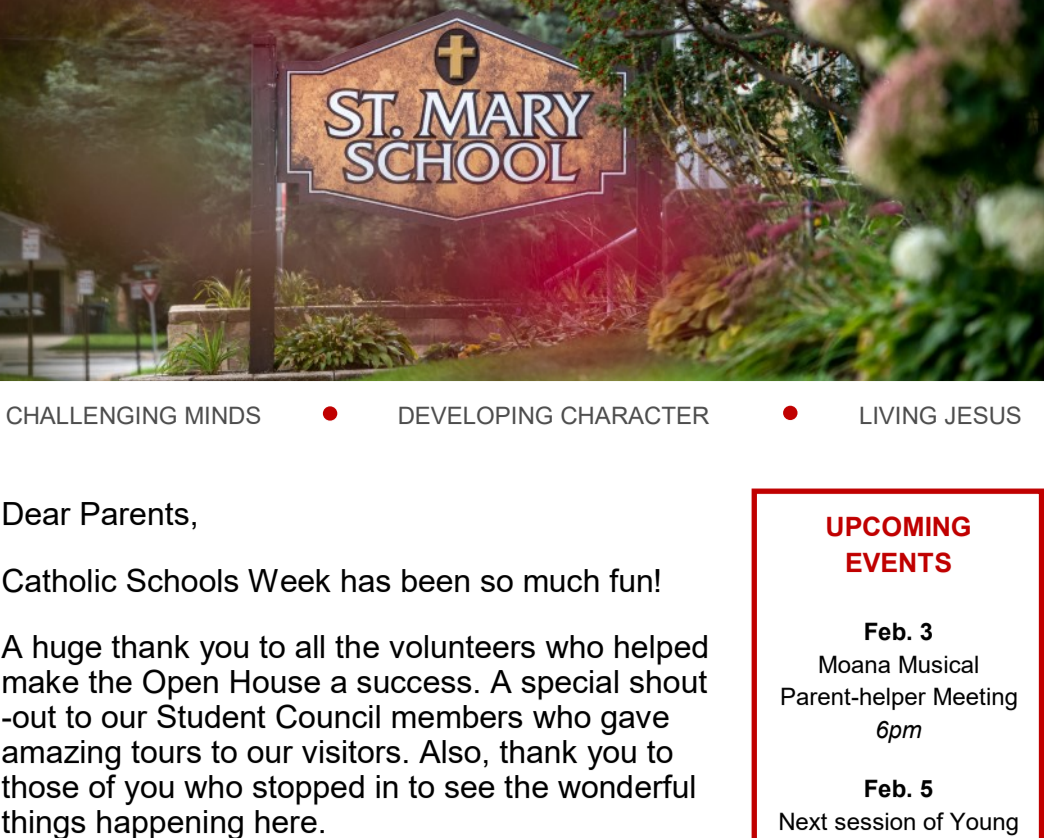 ST. MARY
SCHOOL
CHALLENGING MINDS ● DEVELOPING CHARACTER ● LIVING JESUS
Dear Parents,
Catholic Schools Week has been so much fun!
A huge thank you to all the volunteers who helped
make the Open House a success. A special shout
-out to our Student Council members who gave
amazing tours to our visitors. Also, thank you to
those of you who stopped in to see the wonderful
things happening here.
UPCOMING
EVENTS
Feb. 3
Moana Musical
Parent-helper Meeting
6pm
Feb. 5
Next session of Young